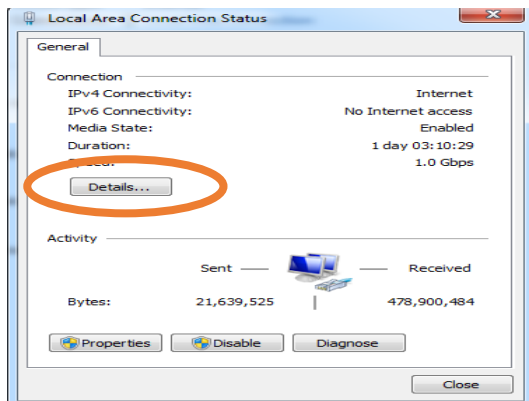 Local Area Connection Status
General
Connection
IPv4 Connectivity: Internet
IPv6 Connectivity: No Internet access
Media State: Enabled
Duration: 1 day 03:10:29
1.0 Gbps
Details...
Activity
Sent — — Received
Bytes: 21,639,525 | 478,900,484
Properties Disable Diagnose
Close